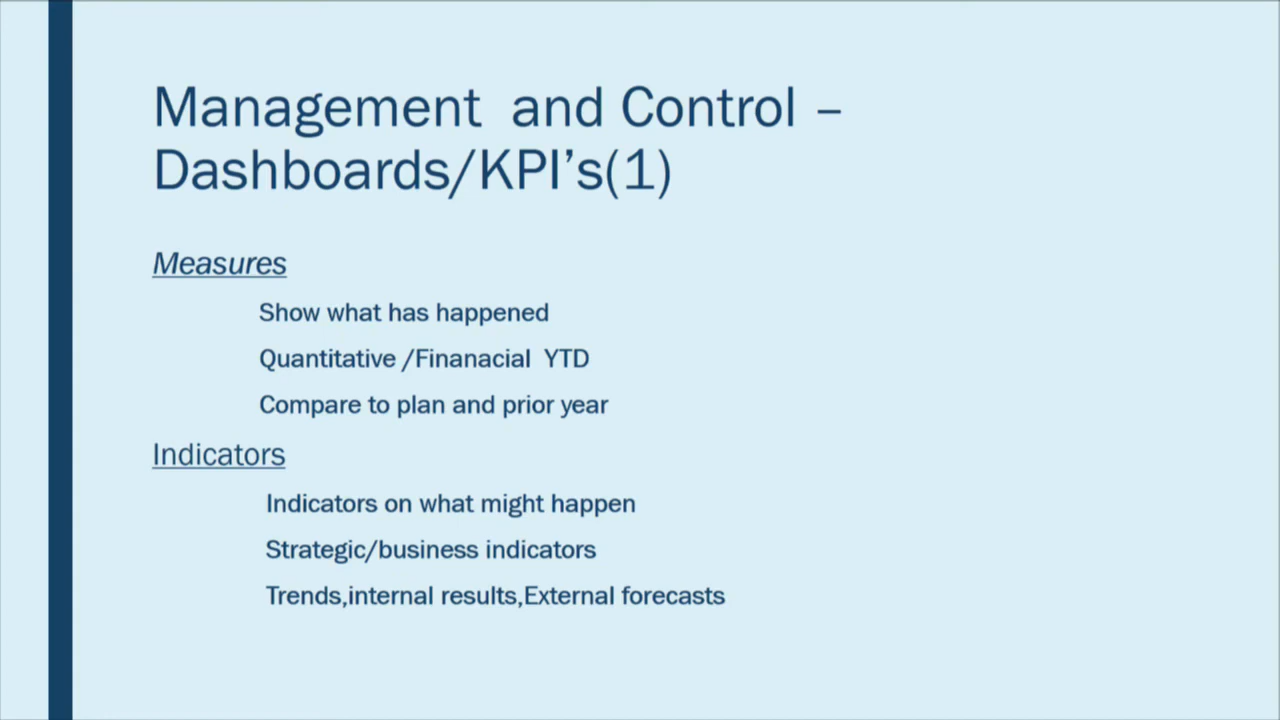 Management  and Control –
Dashboards/KPI’s(1)
Measures
Show what has happened
Quantitative /Finanacial  YTD
Compare to plan and prior year
Indicators
Indicators on what might happen
Strategic/business indicators
Trends,internal results,External forecasts